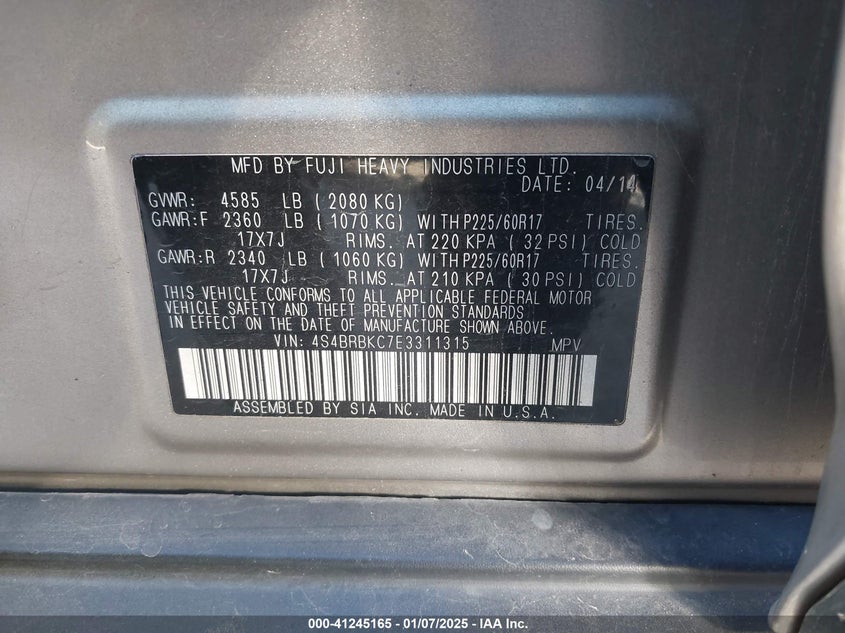 MFD BY FUJI HEAVY INDUSTRIES LTD.
DATE: 04/14
GVWR: 4585 LB ( 2080 KG)
GAWR:F 2360 LB ( 1070 KG) WITH P225/60R17 TIRES.
17X7J RIMS. AT 220 KPA ( 32 PSI) COLD
GAWR:R 2340 LB ( 1060 KG) WITH P225/60R17 TIRES.
17X7J RIMS. AT 210 KPA ( 30 PSI) COLD
THIS VEHICLE CONFORMS TO ALL APPLICABLE FEDERAL MOTOR
VEHICLE SAFETY AND THEFT PREVENTION STANDARDS
IN EFFECT ON THE DATE OF MANUFACTURE SHOWN ABOVE.
VIN: 4S4BRBKC7E3311315 MPV
ASSEMBLED BY SIA INC. MADE IN U.S.A.
000-41245165 - 01/07/2025 - IAA Inc.